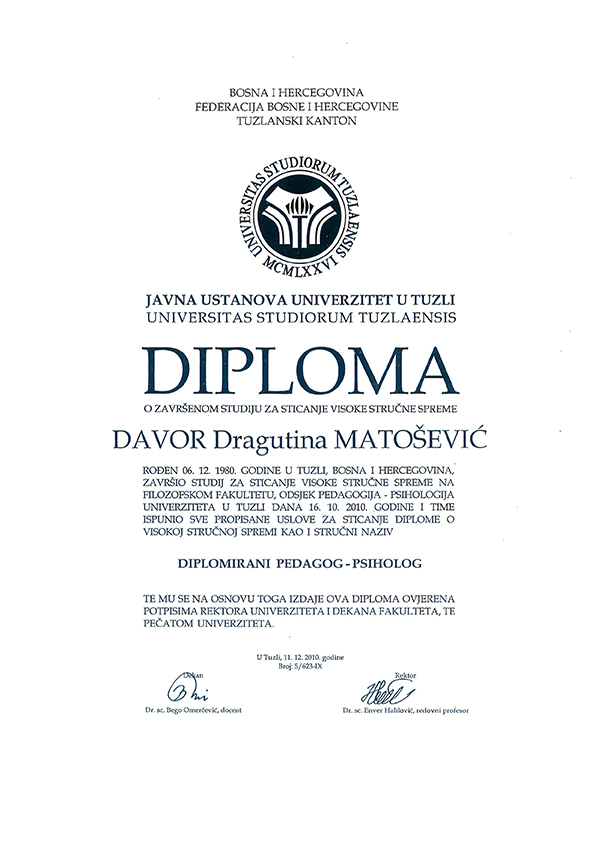 BOSNA I HERCEGOVINA
FEDERACIJA BOSNE I HERCEGOVINE
TUZLANSKI KANTON
UNIVERSITAS STUDIORUM TUZLAENSIS
MCMLXXVI
JAVNA USTANOVA UNIVERZITET U TUZLI
UNIVERSITAS STUDIORUM TUZLAENSIS
DIPLOMA
O ZAVRŠENOM STUDIJU ZA STICANJE VISOKE STRUČNE SPREME
DAVOR Dragutina MATOŠEVIĆ
ROĐEN 06. 12. 1980. GODINE U TUZLI, BOSNA I HERCEGOVINA,
ZAVRŠIO STUDIJ ZA STICANJE VISOKE STRUČNE SPREME NA
FILOZOFSKOM FAKULTETU, ODSJEK PEDAGOGIJA - PSIHOLOGIJA
UNIVERZITETA U TUZLI DANA 16. 10. 2010. GODINE I TIME
ISPUNIO SVE PROPISANE USLOVE ZA STICANJE DIPLOME O
VISOKOJ STRUČNOJ SPREMI KAO I STRUČNI NAZIV
DIPLOMIRANI PEDAGOG - PSIHOLOG
TE MU SE NA OSNOVU TOGA IZDAJE OVA DIPLOMA OVJERENA
POTPISIMA REKTORA UNIVERZITETA I DEKANA FAKULTETA, TE
PEČATOM UNIVERZITETA.
U Tuzli, 11. 12. 2010. godine
Broj: 5/623-IX
Dekan
Dr. sc. Bego Omerčević, docent
Rektor
Dr. sc. Enver Halilović, redovni profesor